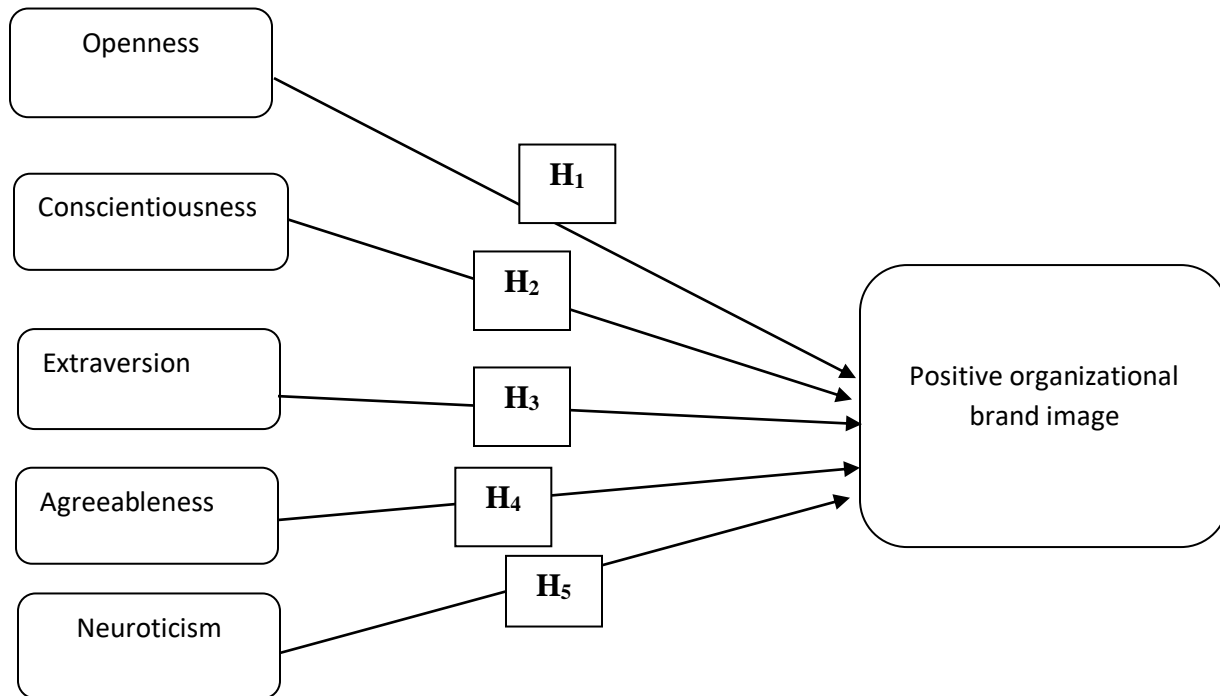 Openness
H₁
Conscientiousness
H₂
Extraversion
H₃
Positive organizational
brand image
Agreeableness
H₄
H₅
Neuroticism